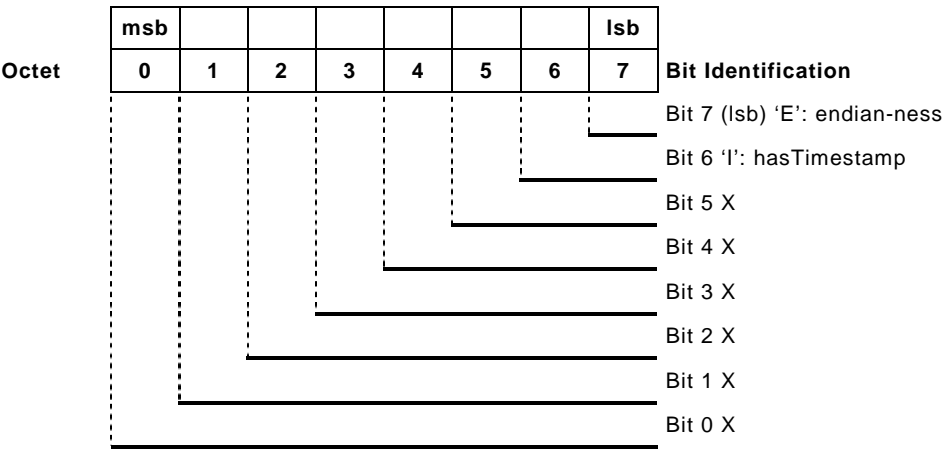 msb lsb
Octet 0 1 2 3 4 5 6 7 Bit Identification
Bit 7 (lsb) ‘E’: endian-ness
Bit 6 ‘I’: hasTimestamp
Bit 5 X
Bit 4 X
Bit 3 X
Bit 2 X
Bit 1 X
Bit 0 X